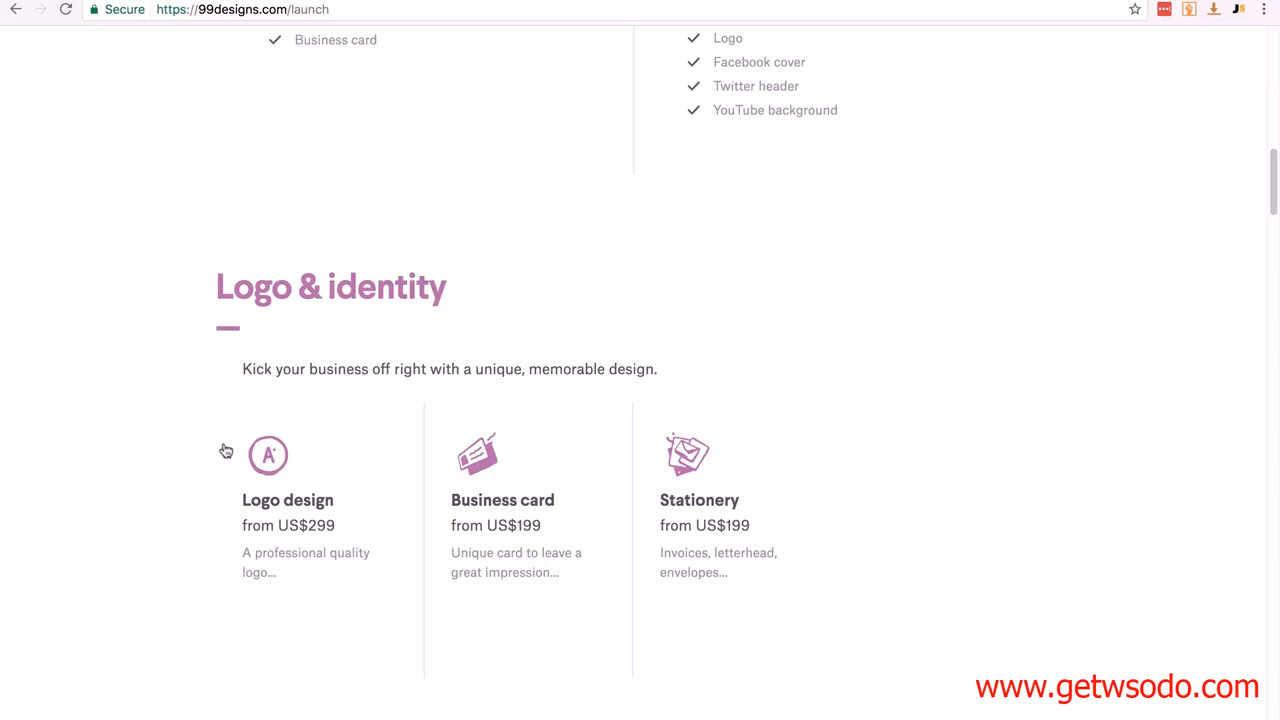 Secure
https://99designs.com/launch
JS
Business card
Logo
Facebook cover
Twitter header
YouTube background
Logo & identity
Kick your business off right with a unique, memorable design.
A
Logo design
from US$299
A professional quality
logo...
Business card
from US$199
Unique card to leave a
great impression...
Stationery
from US$199
Invoices, letterhead,
envelopes...
www.getwsodo.com